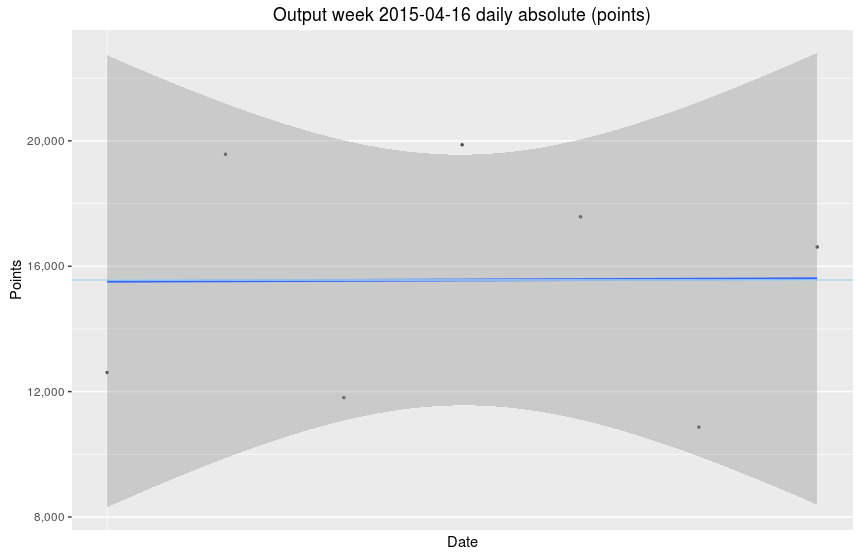 Output week 2015-04-16 daily absolute (points)
20,000
16,000
12,000
8,000
Points
Date